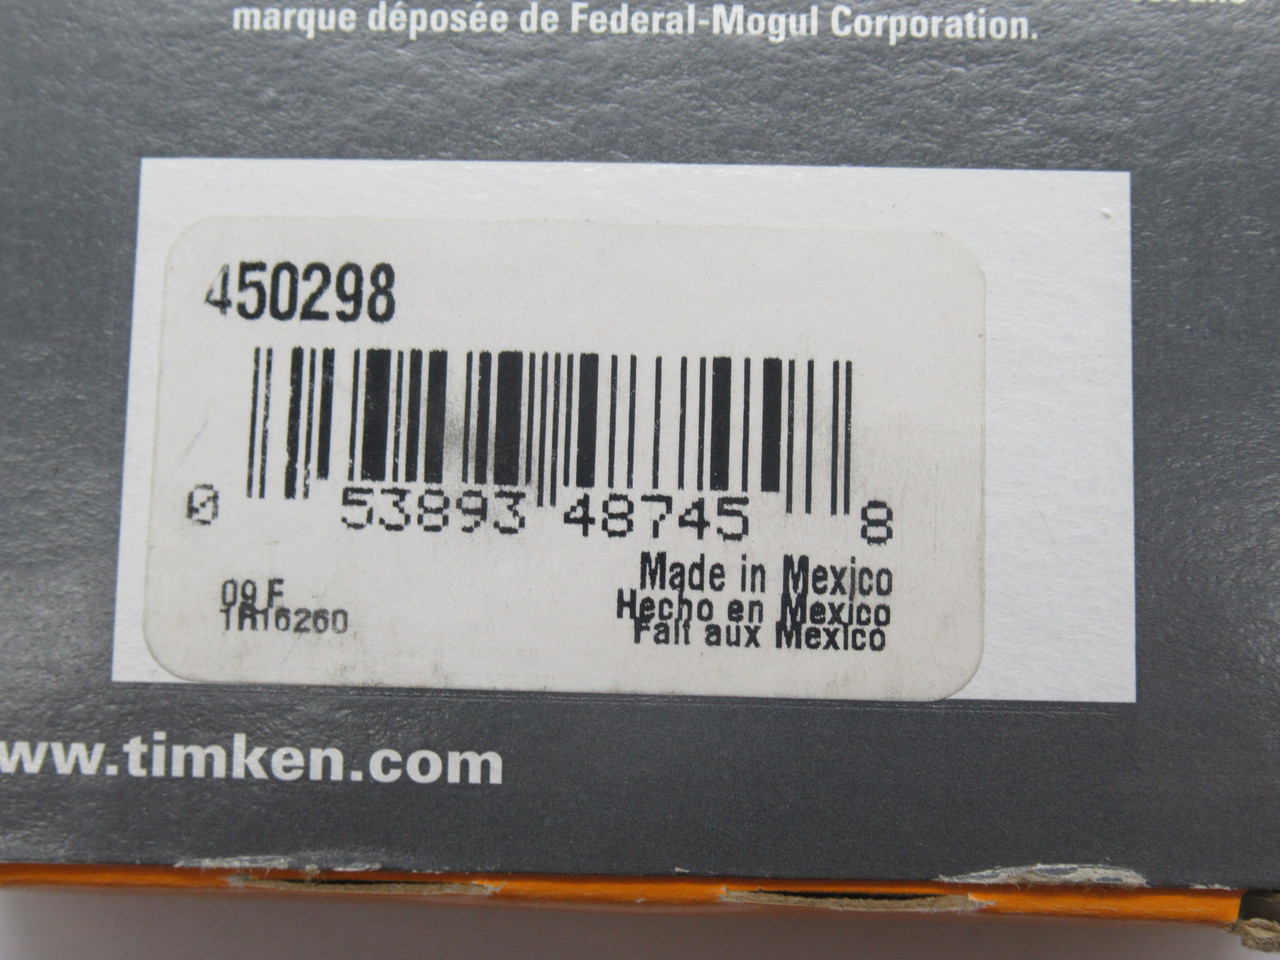 marque déposée de Federal-Mogul Corporation.
450298
0 53893 48745 8
09 F
1R16260
Made in Mexico
Hecho en Mexico
Fait aux Mexico
www.timken.com